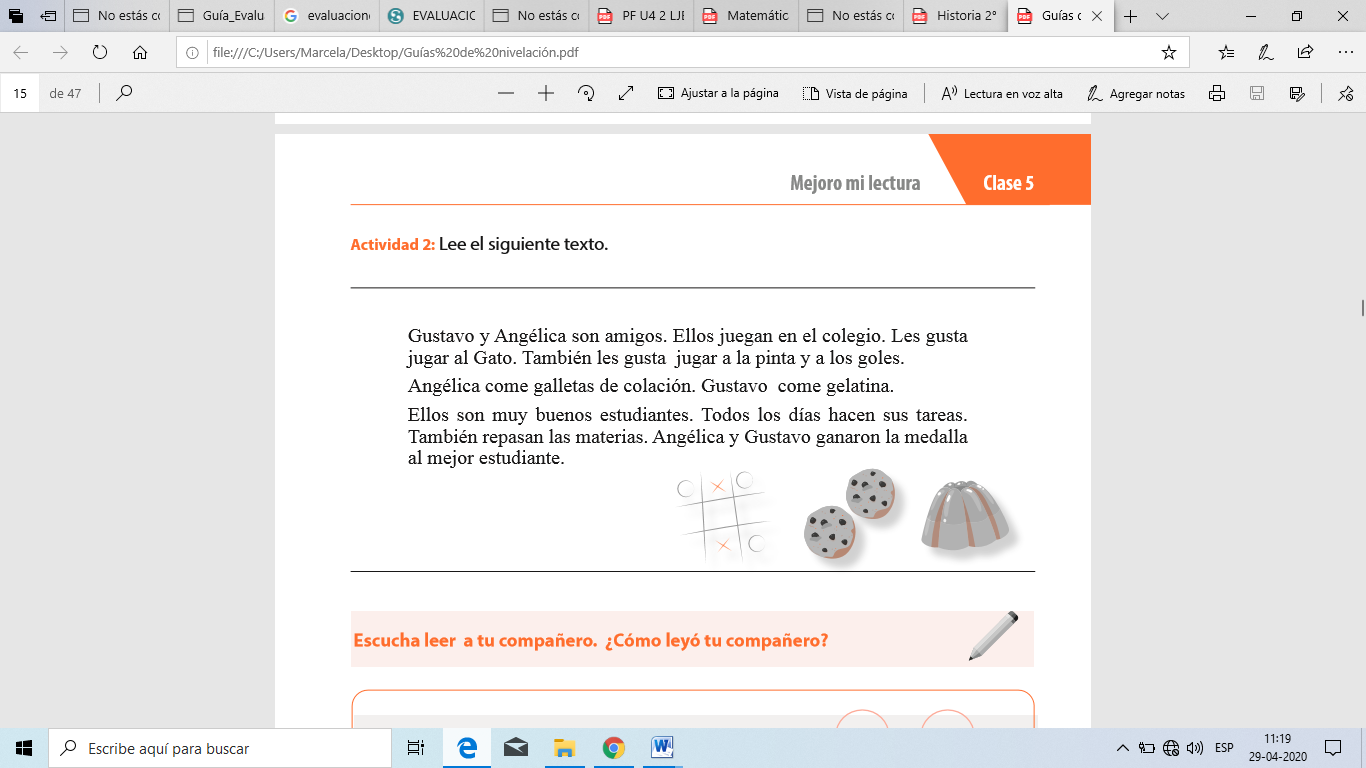 No estás co
Guía_Evalu
evaluacione
EVALUACIC
No estás co
PF U4 2 LJE
Matemátic
No estás co
Historia 2°
Guías c
file:///C:/Users/Marcela/Desktop/Guías%20de%20nivelación.pdf
15 de 47
Ajustar a la página
Vista de página
Lectura en voz alta
Agregar notas
Mejoro mi lectura
Clase 5
Actividad 2: Lee el siguiente texto.
Gustavo y Angélica son amigos. Ellos juegan en el colegio. Les gusta
jugar al Gato. También les gusta jugar a la pinta y a los goles.
Angélica come galletas de colación. Gustavo come gelatina.
Ellos son muy buenos estudiantes. Todos los días hacen sus tareas.
También repasan las materias. Angélica y Gustavo ganaron la medalla
al mejor estudiante.
Escucha leer a tu compañero. ¿Cómo leyó tu compañero?
Escribe aquí para buscar
ESP
11:19
29-04-2020